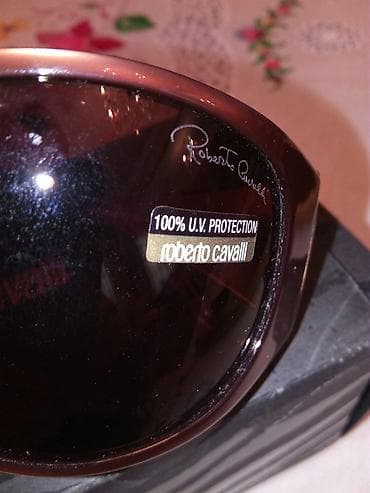 Roberto Cavalli
100% U.V. PROTECTION
roberto cavalli